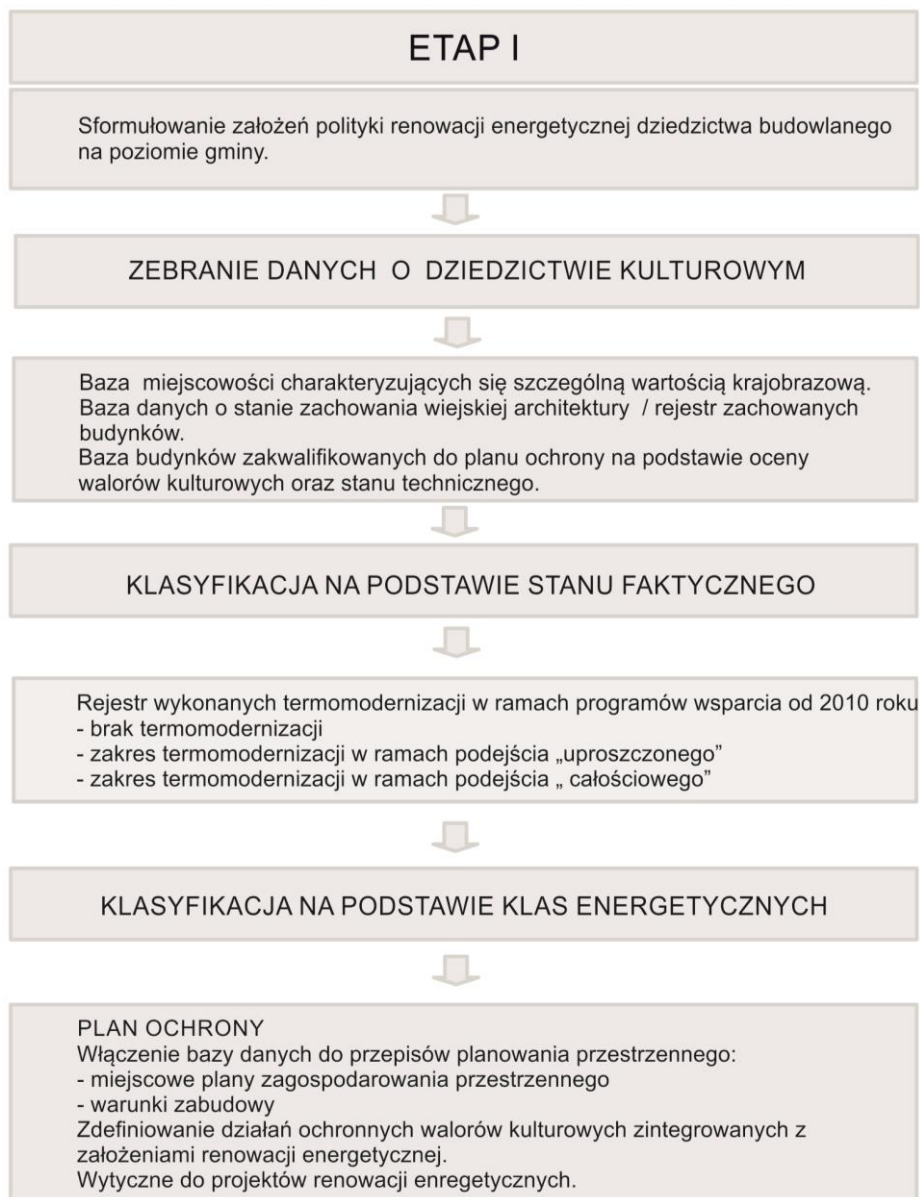 ETAP I
Sformułowanie założeń polityki renowacji energetycznej dziedzictwa budowlanego
na poziomie gminy.
ZEBRANIE DANYCH O DZIEDZICTWIE KULTUROWYM
Baza miejscowości charakteryzujących się szczególną wartością krajobrazową.
Baza danych o stanie zachowania wiejskiej architektury / rejestr zachowanych
budynków.
Baza budynków zakwalifikowanych do planu ochrony na podstawie oceny
walorów kulturowych oraz stanu technicznego.
KLASYFIKACJA NA PODSTAWIE STANU FAKTYCZNEGO
Rejestr wykonanych termomodernizacji w ramach programów wsparcia od 2010 roku
- brak termomodernizacji
- zakres termomodernizacji w ramach podejścia „uproszczonego”
- zakres termomodernizacji w ramach podejścia „ całościowego”
KLASYFIKACJA NA PODSTAWIE KLAS ENERGETYCZNYCH
PLAN OCHRONY
Włączenie bazy danych do przepisów planowania przestrzennego:
- miejscowe plany zagospodarowania przestrzennego
- warunki zabudowy
Zdefiniowanie działań ochronnych walorów kulturowych zintegrowanych z
założeniami renowacji energetycznej.
Wytyczne do projektów renowacji enregetycznych.